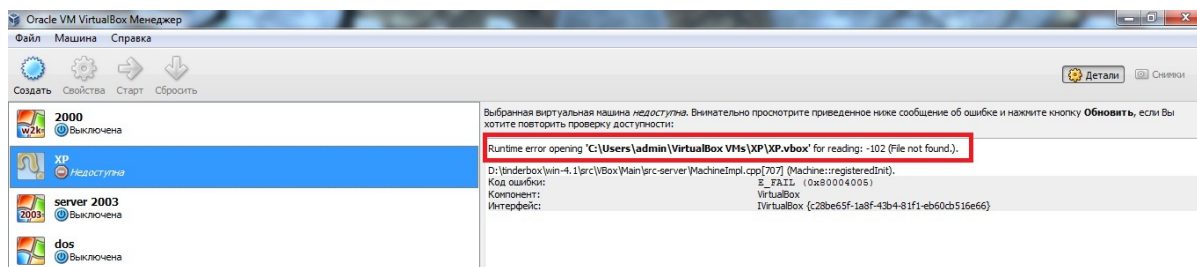 Oracle VM VirtualBox Менеджер
Файл Машина Справка
Создать Свойства Старт Сбросить
Детали Снимки
2000
w2k
Выключена
XP
Недоступна
server 2003
2003
Выключена
dos
Выключена
Выбранная виртуальная машина недоступна. Внимательно просмотрите приведенное ниже сообщение об ошибке и нажмите кнопку Обновить, если Вы
хотите повторить проверку доступности:
Runtime error opening 'C:\Users\admin\VirtualBox VMs\XP\XP.vbox' for reading: -102 (File not found.).
D:\tinderbox\win-4.1\src\VBox\Main\src-server\MachineImpl.cpp[707] (Machine::registeredInit).
Код ошибки: E_FAIL (0x80004005)
Компонент: VirtualBox
Интерфейс: IVirtualBox {c28be65f-1a8f-43b4-81f1-eb60cb516e66}